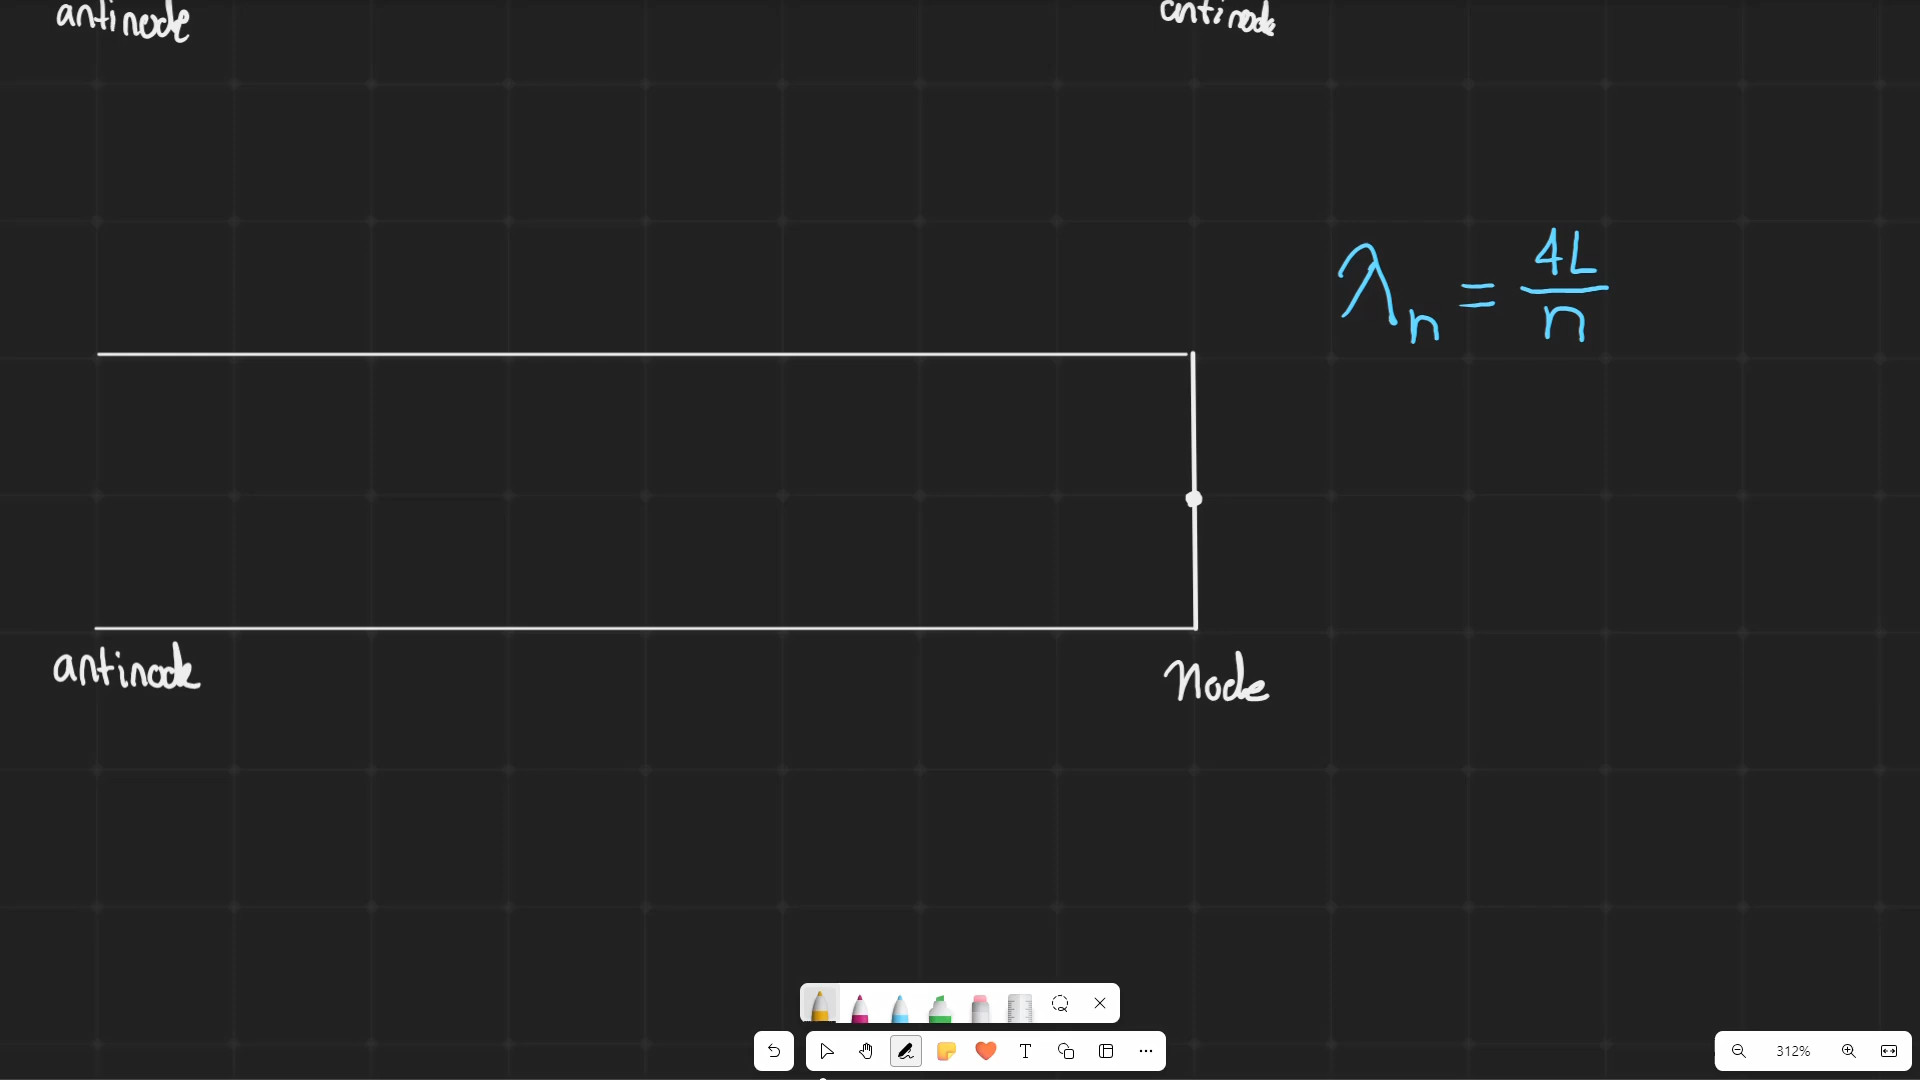 antinode antinode
λn = 4L/n
antinode Node
T
312%